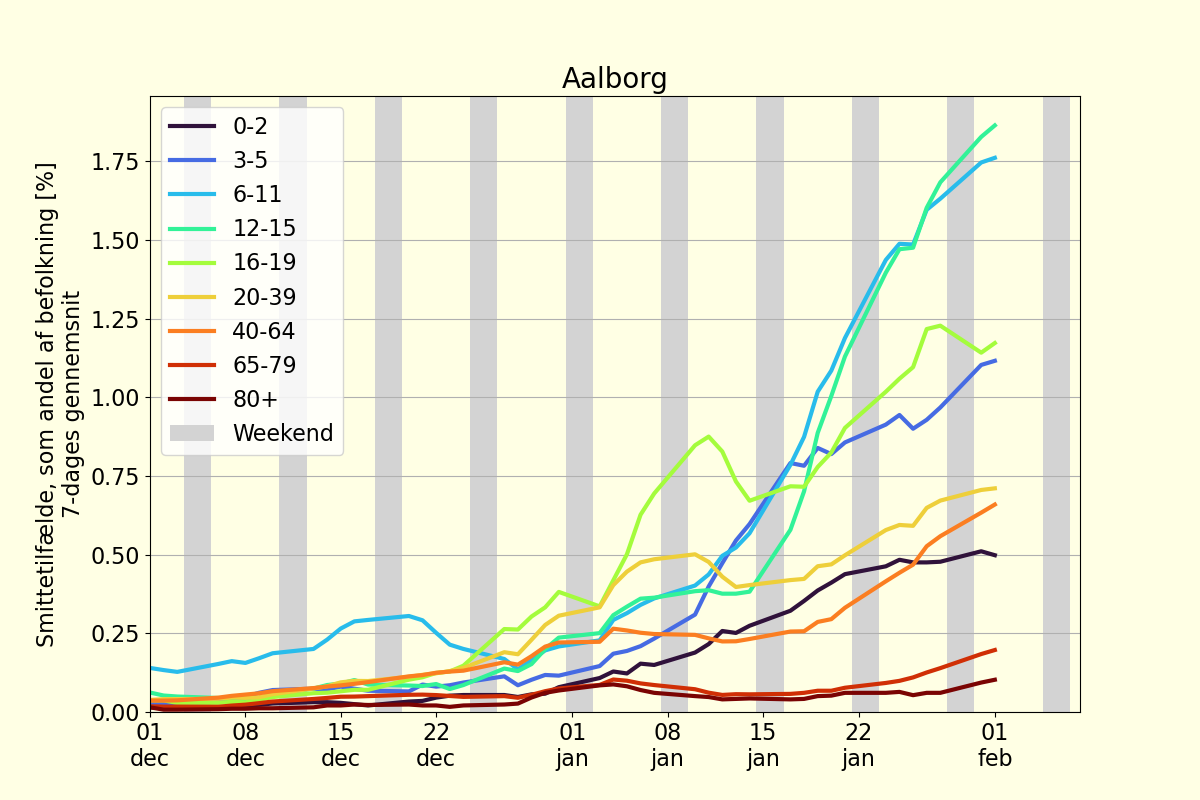 Aalborg
Smittetilfælde, som andel af befolkning [%]
7-dages gennemsnit
1.75
1.50
1.25
1.00
0.75
0.50
0.25
0.00
0-2
3-5
6-11
12-15
16-19
20-39
40-64
65-79
80+
Weekend
01 08 15 22 01 08 15 22 01
dec dec dec dec jan jan jan jan feb